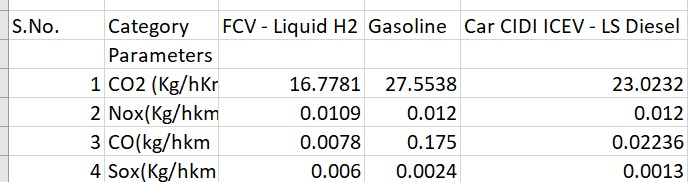 S.No. Category FCV - Liquid H2 Gasoline Car CIDI ICEV - LS Diesel
Parameters
1 CO2 (Kg/hKr 16.7781 27.5538 23.0232
2 Nox(Kg/hkm 0.0109 0.012 0.012
3 CO(kg/hkm 0.0078 0.175 0.02236
4 Sox(Kg/hkm 0.006 0.0024 0.0013